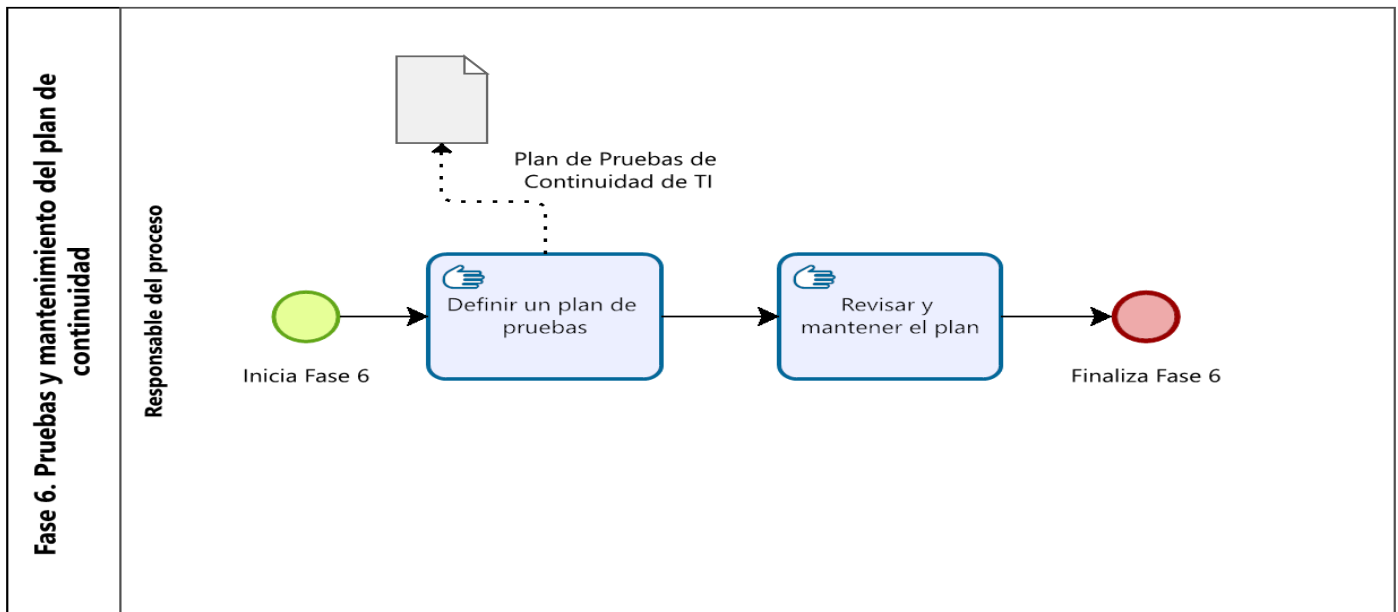 Fase 6. Pruebas y mantenimiento del plan de
continuidad
Responsable del proceso
Plan de Pruebas de
Continuidad de TI
Inicia Fase 6
Definir un plan de
pruebas
Revisar y
mantener el plan
Finaliza Fase 6